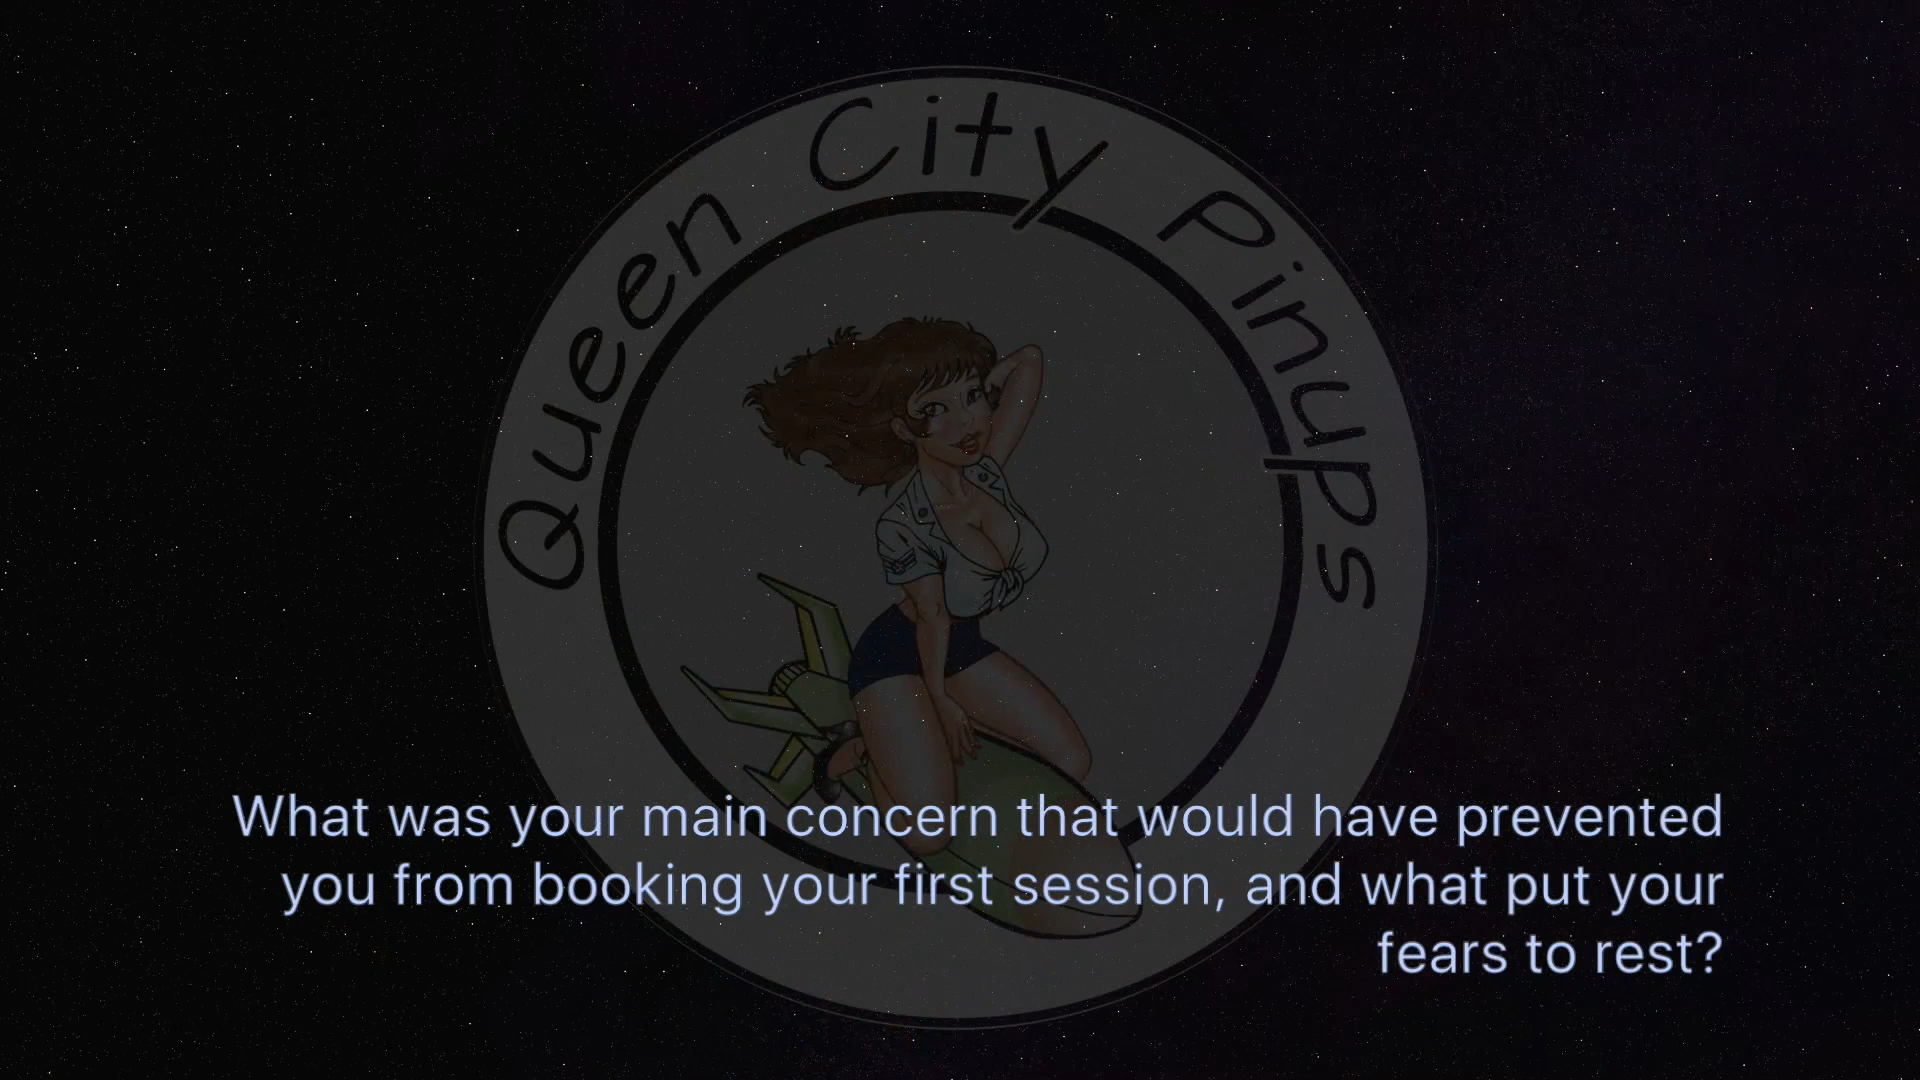 Queen City Pinups
What was your main concern that would have prevented
you from booking your first session, and what put your
fears to rest?